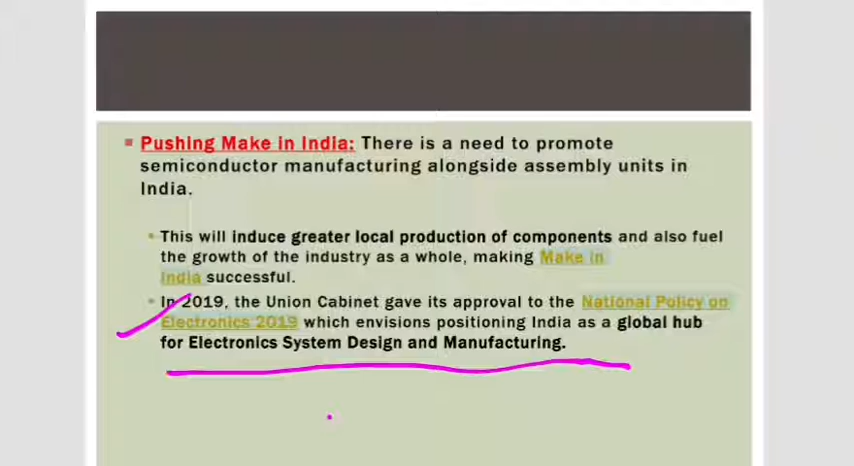 Pushing Make in India: There is a need to promote
semiconductor manufacturing alongside assembly units in
India.
This will induce greater local production of components and also fuel
the growth of the industry as a whole, making Make in
India successful.
In 2019, the Union Cabinet gave its approval to the National Policy on
Electronics 2019 which envisions positioning India as a global hub
for Electronics System Design and Manufacturing.